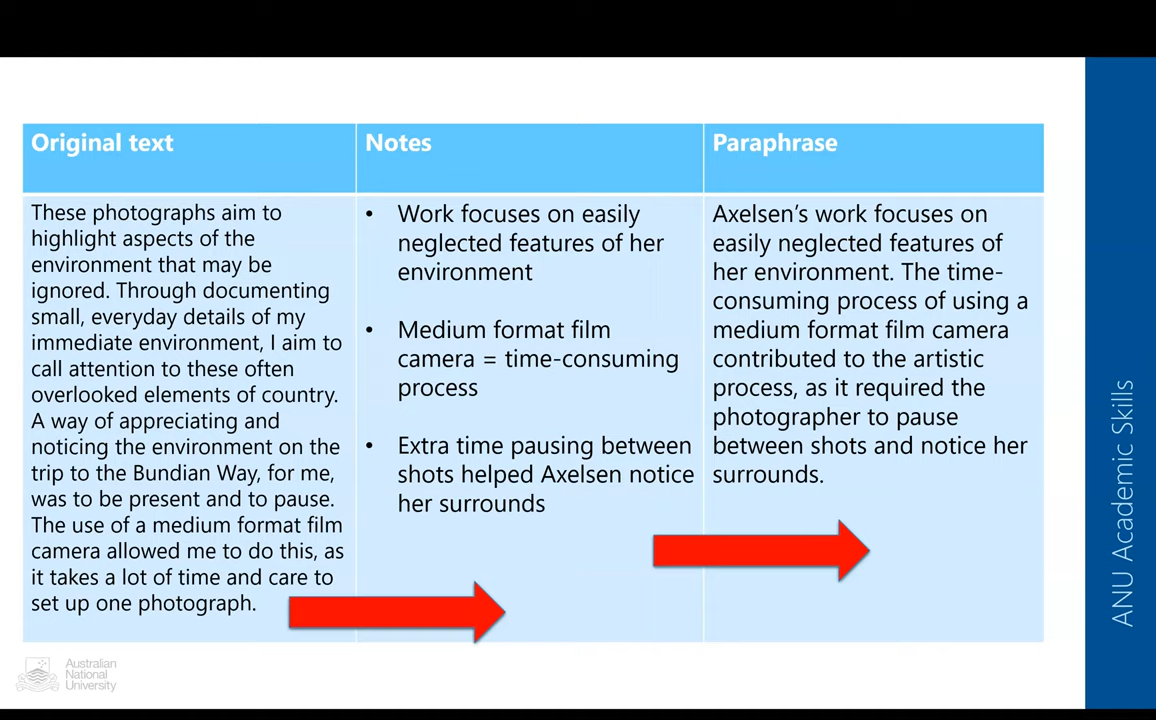 Original text
Notes
Paraphrase
These photographs aim to
highlight aspects of the
environment that may be
ignored. Through documenting
small, everyday details of my
immediate environment, I aim to
call attention to these often
overlooked elements of country.
A way of appreciating and
noticing the environment on the
trip to the Bundian Way, for me,
was to be present and to pause.
The use of a medium format film
camera allowed me to do this, as
it takes a lot of time and care to
set up one photograph.
• Work focuses on easily
neglected features of her
environment
• Medium format film
camera = time-consuming
process
• Extra time pausing between
shots helped Axelsen notice
her surrounds
Axelsen’s work focuses on
easily neglected features of
her environment. The time-
consuming process of using a
medium format film camera
contributed to the artistic
process, as it required the
photographer to pause
between shots and notice her
surrounds.
ANU Academic Skills
Australian
National
University